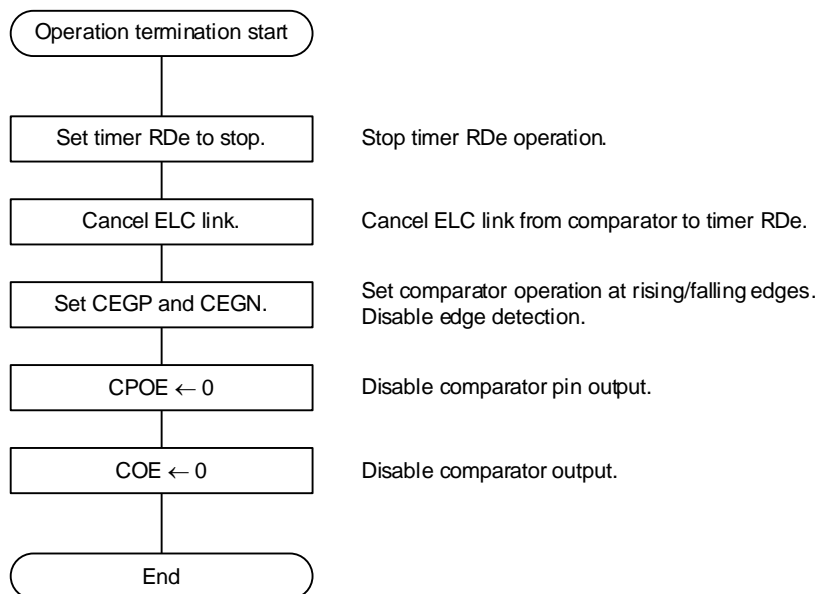 Operation termination start
Set timer RDe to stop.
Stop timer RDe operation.
Cancel ELC link.
Cancel ELC link from comparator to timer RDe.
Set CEGP and CEGN.
Set comparator operation at rising/falling edges.
Disable edge detection.
CPOE ← 0
Disable comparator pin output.
COE ← 0
Disable comparator output.
End